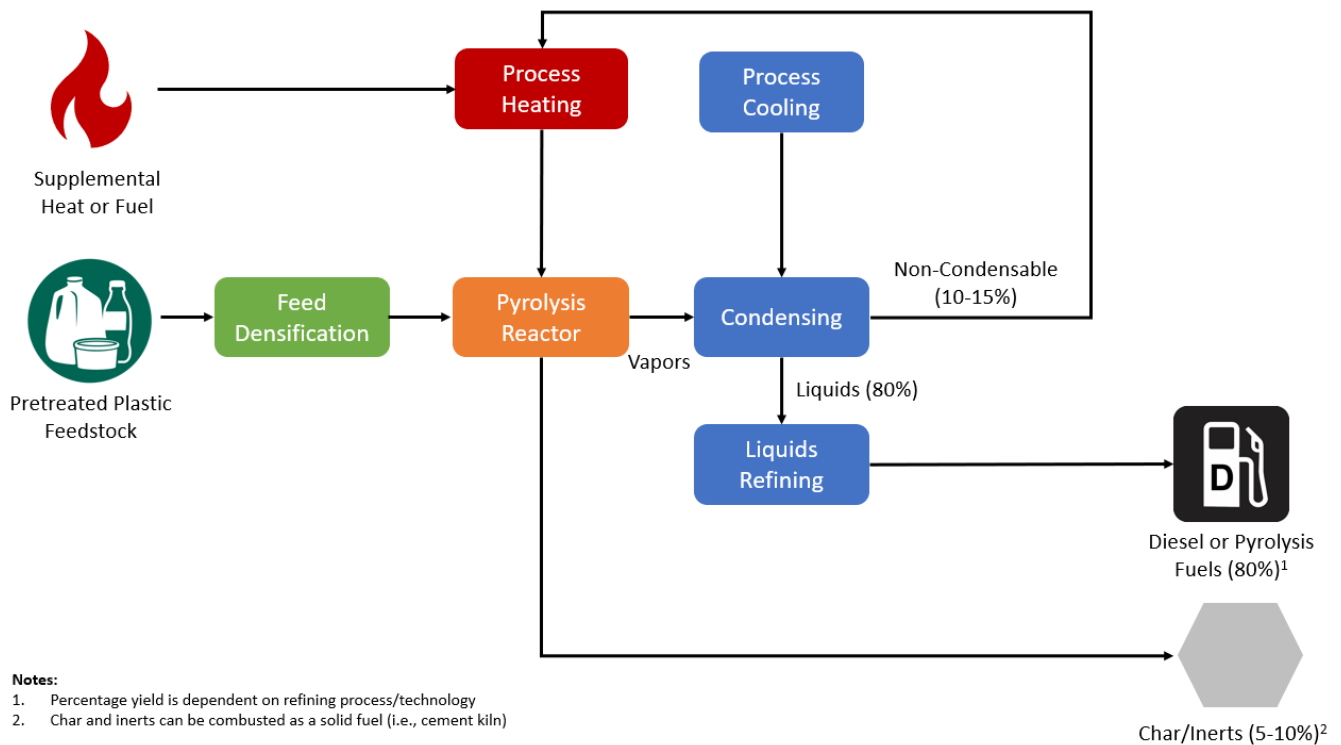 Process
Heating
Process
Cooling
Supplemental
Heat or Fuel
Non-Condensable
(10-15%)
Feed
Densification
Pyrolysis
Reactor
Condensing
Vapors
Liquids (80%)
Pretreated Plastic
Feedstock
Liquids
Refining
D
Diesel or Pyrolysis
Fuels (80%)¹
Notes:
1. Percentage yield is dependent on refining process/technology
2. Char and inerts can be combusted as a solid fuel (i.e., cement kiln)
Char/Inerts (5-10%)²